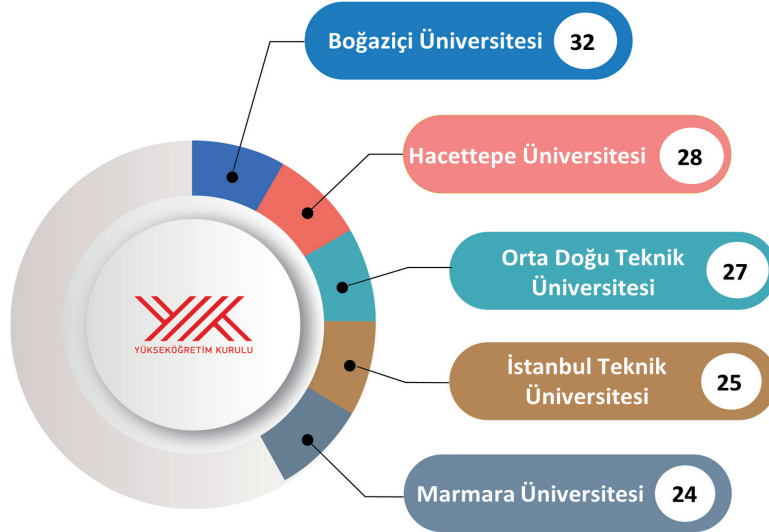 Boğaziçi Üniversitesi 32
Hacettepe Üniversitesi 28
Orta Doğu Teknik
Üniversitesi 27
İstanbul Teknik
Üniversitesi 25
Marmara Üniversitesi 24
YÜKSEKÖĞRETİM KURULU